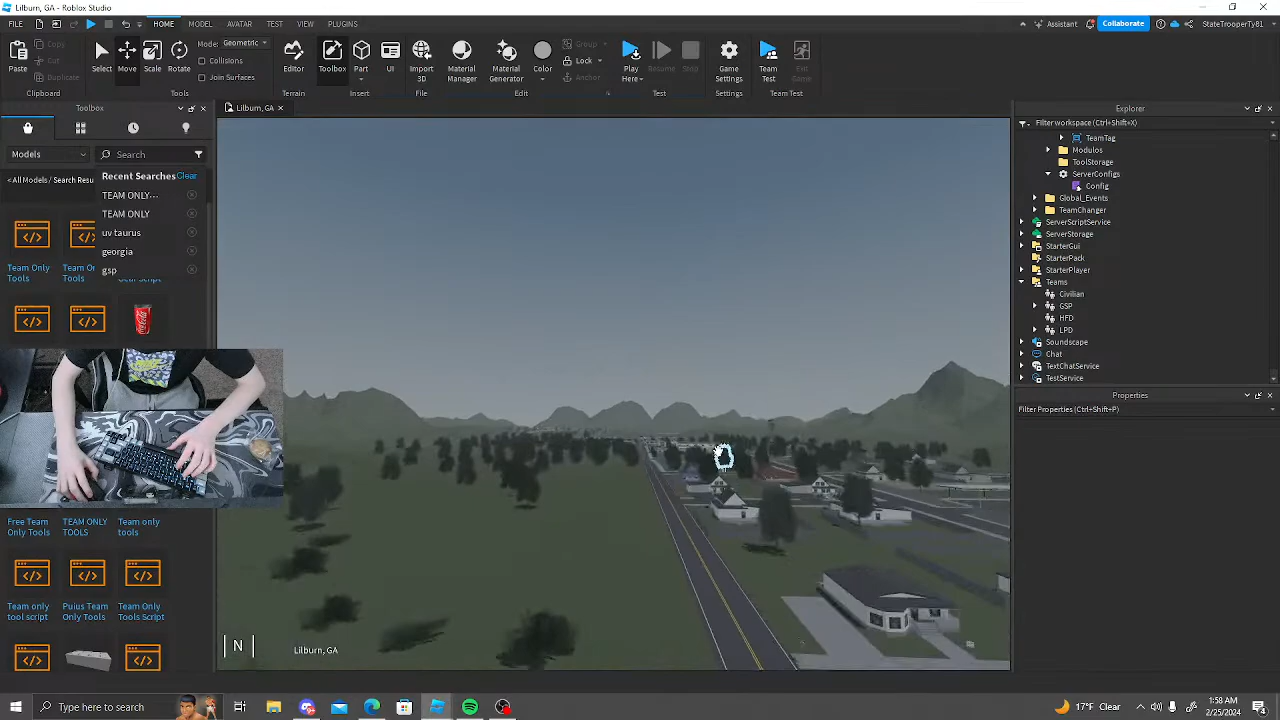 Lilburn, GA - Roblox Studio
FILE HOME MODEL AVATAR TEST VIEW PLUGINS
Assistant Collaborate StateTrooperTy81
Paste Copy Cut Duplicate
Select Move Scale Rotate
Mode: Geometric
Collisions
Join Surfaces
Editor Toolbox Part UI Import 3D Material Manager Material Generator Color
Group
Lock
Anchor
Play Here Resume Stop Game Settings Team Test Exit Game
Clipboard Tools Terrain Insert File Edit Test Settings Team Test
Toolbox
Lilburn, GA
Explorer
Models Search
Filter workspace (Ctrl+Shift+X)
<All Models / Search Resu
Recent Searches Clear
TEAM ONLY...
TEAM ONLY
uv taurus
georgia
gsp
Team Only Tools
Team On Tools
Free Team Only Tools
TEAM ONLY TOOLS
Team only tools
Team only tool script
Puius Team Only Tools
Team Only Tools Script
N
Lilburn, GA
TeamTag
Modulos
ToolStorage
ServerConfigs
Config
Global_Events
TeamChanger
ServerScriptService
ServerStorage
StarterGui
StarterPack
StarterPlayer
Teams
Civilian
GSP
HFD
LPD
Soundscape
Chat
TextChatService
TestService
Properties
Filter Properties (Ctrl+Shift+P)
Type here to search
17°F Clear
1:58 AM
2/25/2024